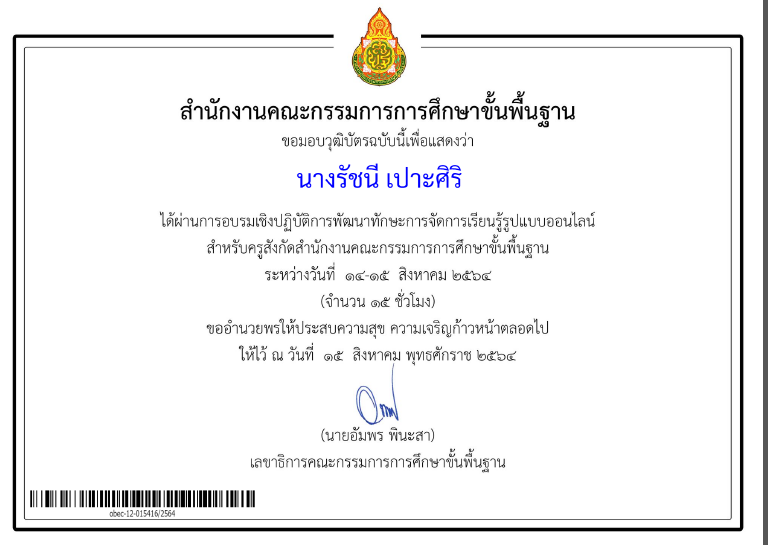 สำนักงานคณะกรรมการการศึกษาขั้นพื้นฐาน
ขอมอบวุฒิบัตรฉบับนี้เพื่อแสดงว่า
นางรัชนี เปาะศิริ
ได้ผ่านการอบรมเชิงปฏิบัติการพัฒนาทักษะการจัดการเรียนรู้รูปแบบออนไลน์
สำหรับครูสังกัดสำนักงานคณะกรรมการการศึกษาขั้นพื้นฐาน
ระหว่างวันที่ ๑๔-๑๕ สิงหาคม ๒๕๖๔
(จำนวน ๑๕ ชั่วโมง)
ขออำนวยพรให้ประสบความสุข ความเจริญก้าวหน้าตลอดไป
ให้ไว้ ณ วันที่ ๑๕ สิงหาคม พุทธศักราช ๒๕๖๔
(นายอัมพร พินะสา)
เลขาธิการคณะกรรมการการศึกษาขั้นพื้นฐาน
obec-12-015416/2564